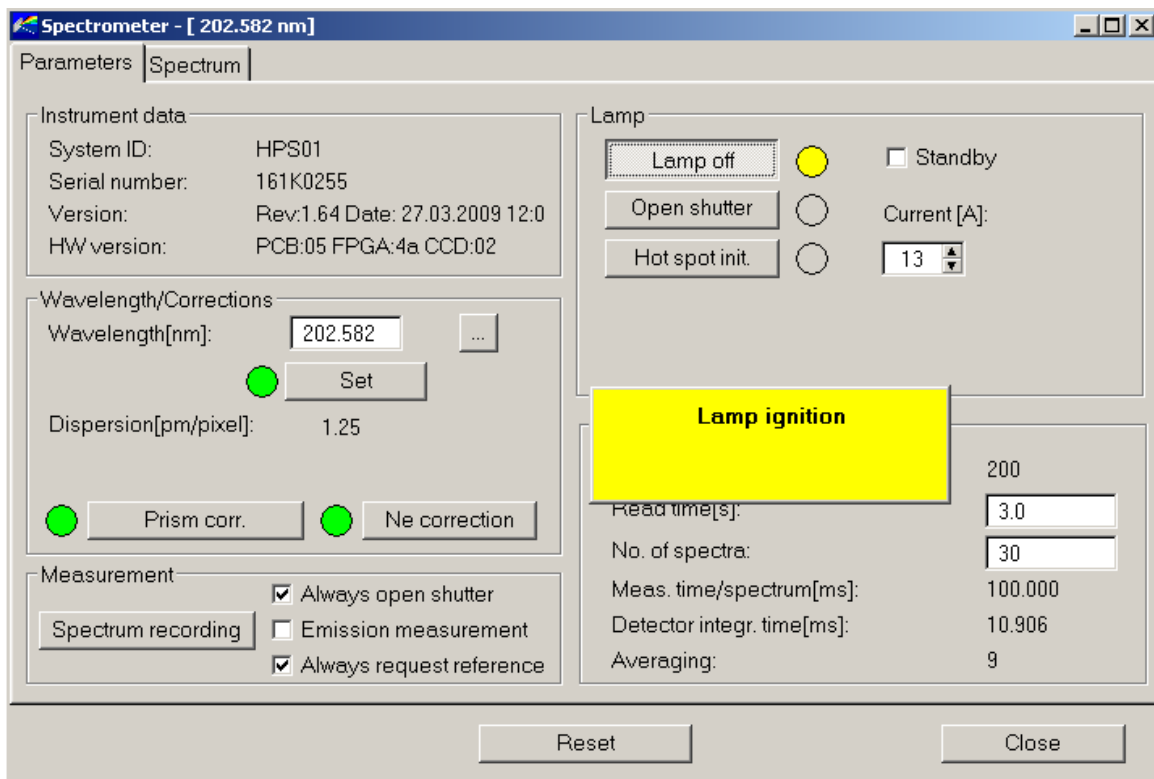 Spectrometer - [ 202.582 nm]
Parameters Spectrum
Instrument data
System ID: HPS01
Serial number: 161K0255
Version: Rev:1.64 Date: 27.03.2009 12:0
HW version: PCB:05 FPGA:4a CCD:02
Wavelength/Corrections
Wavelength[nm]: 202.582 ...
Set
Dispersion[pm/pixel]: 1.25
Prism corr. Ne correction
Measurement
Always open shutter
Spectrum recording Emission measurement
Always request reference
Lamp
Lamp off Standby
Open shutter Current [A]:
Hot spot init. 13
Lamp ignition
200
Read time[s]: 3.0
No. of spectra: 30
Meas. time/spectrum[ms]: 100.000
Detector integr. time[ms]: 10.906
Averaging: 9
Reset Close